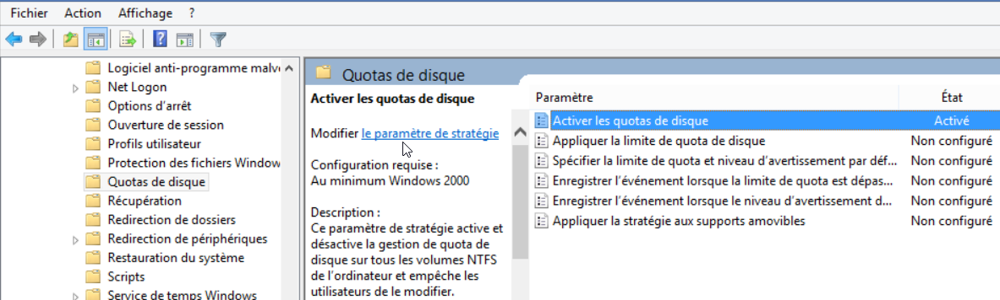 Fichier Action Affichage ?
Logiciel anti-programme malv
Net Logon
Options d'arrêt
Ouverture de session
Profils utilisateur
Protection des fichiers Window
Quotas de disque
Récupération
Redirection de dossiers
Redirection de périphériques
Restauration du système
Scripts
Service de temps Windows
Quotas de disque
Activer les quotas de disque
Modifier le paramètre de stratégie
Configuration requise :
Au minimum Windows 2000
Description :
Ce paramètre de stratégie active et
désactive la gestion de quota de
disque sur tous les volumes NTFS
de l'ordinateur et empêche les
utilisateurs de le modifier.
Paramètre État
Activer les quotas de disque Activé
Appliquer la limite de quota de disque Non configuré
Spécifier la limite de quota et niveau d'avertissement par déf... Non configuré
Enregistrer l'événement lorsque la limite de quota est dépas... Non configuré
Enregistrer l'événement lorsque le niveau d'avertissement d... Non configuré
Appliquer la stratégie aux supports amovibles Non configuré